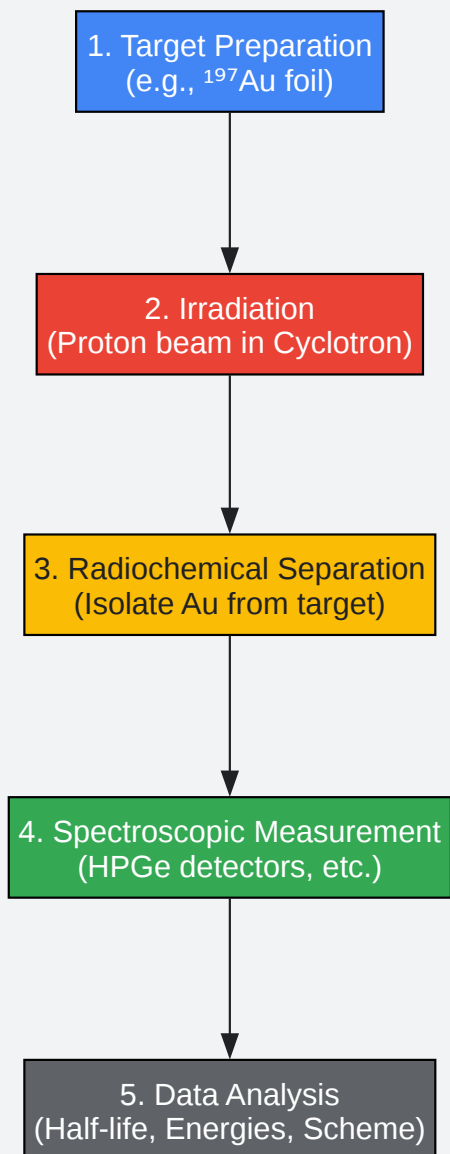 1. Target Preparation
(e.g., ¹⁹⁷Au foil)
2. Irradiation
(Proton beam in Cyclotron)
3. Radiochemical Separation
(Isolate Au from target)
4. Spectroscopic Measurement
(HPGe detectors, etc.)
5. Data Analysis
(Half-life, Energies, Scheme)